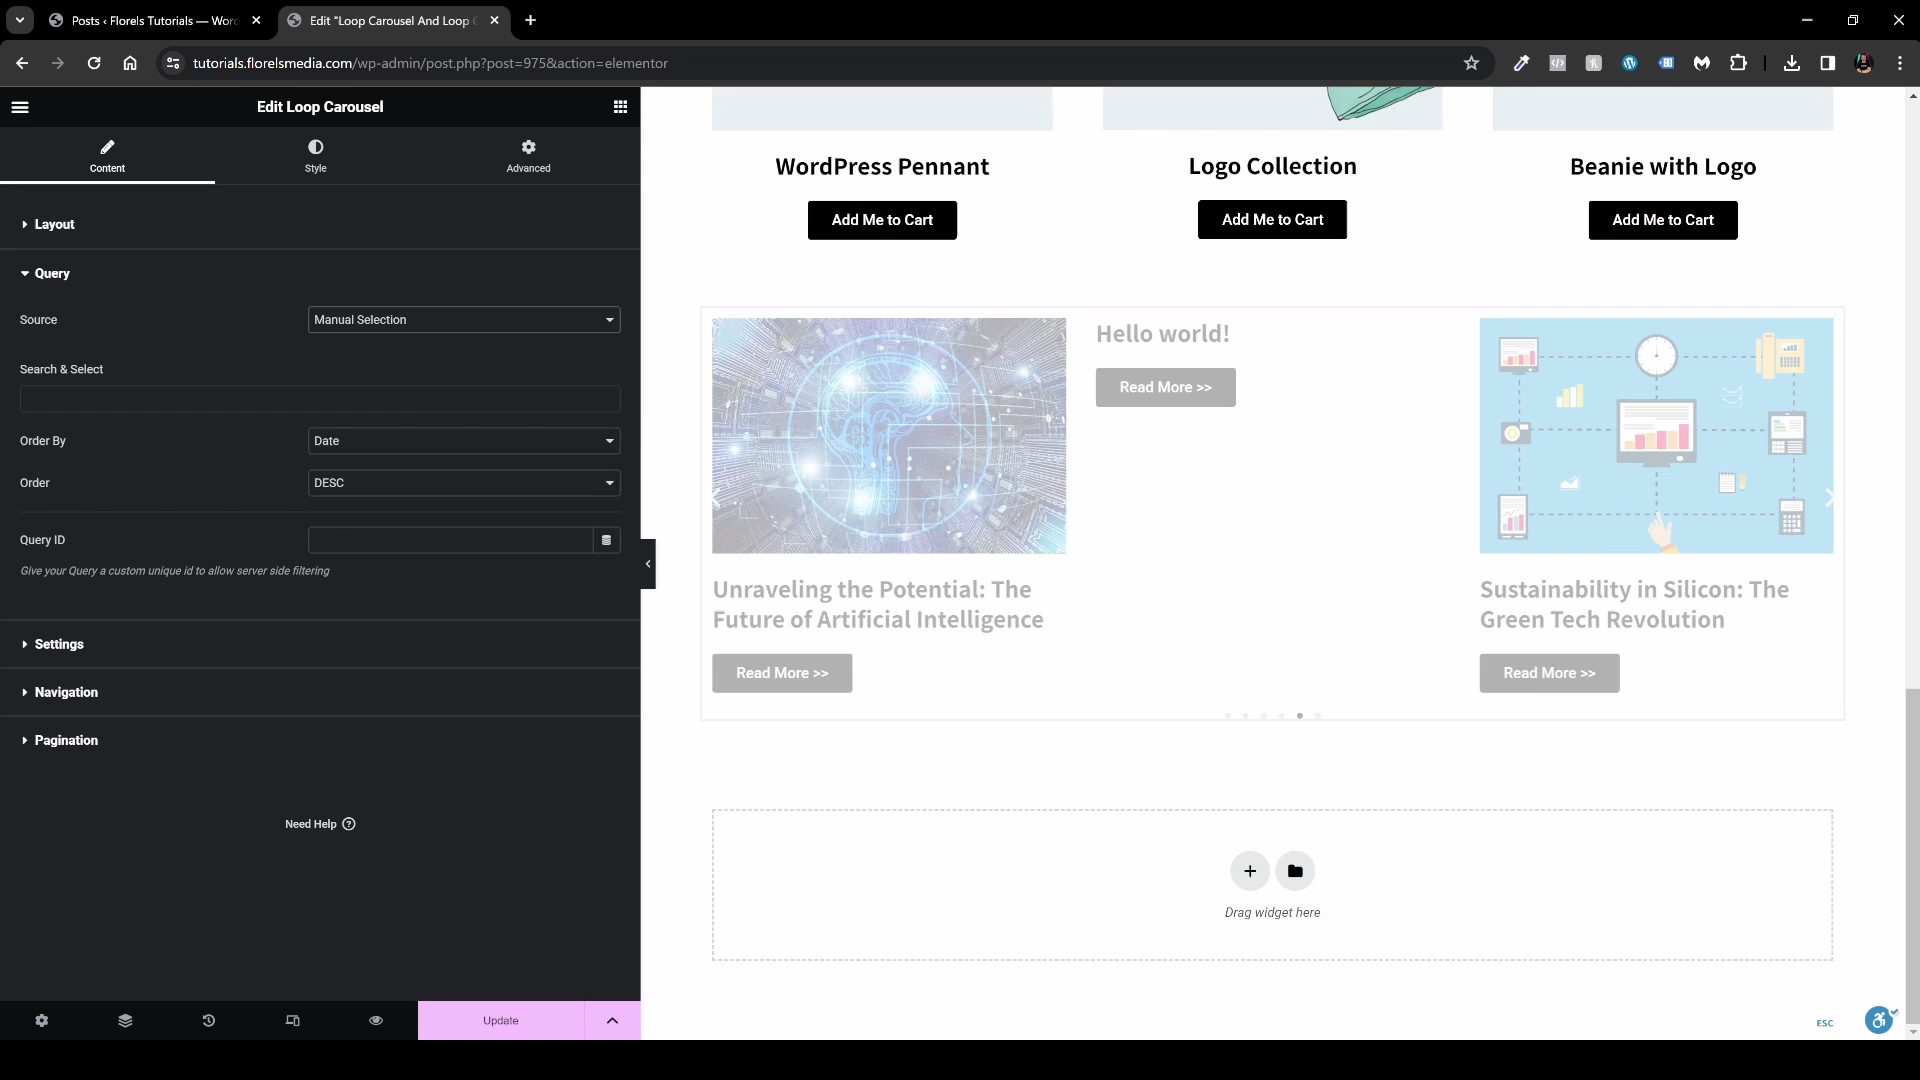 Posts ‹ Florels Tutorials — Wor
Edit "Loop Carousel And Loop
tutorials.florelsmedia.com/wp-admin/post.php?post=975&action=elementor
Edit Loop Carousel
Content
Style
Advanced
Layout
Query
Source
Manual Selection
Search & Select
Order By
Date
Order
DESC
Query ID
Give your Query a custom unique id to allow server side filtering
Settings
Navigation
Pagination
Need Help
Update
WordPress Pennant
Logo Collection
Beanie with Logo
Add Me to Cart
Add Me to Cart
Add Me to Cart
Hello world!
Read More >>
Unraveling the Potential: The
Future of Artificial Intelligence
Read More >>
Sustainability in Silicon: The
Green Tech Revolution
Read More >>
Drag widget here
ESC